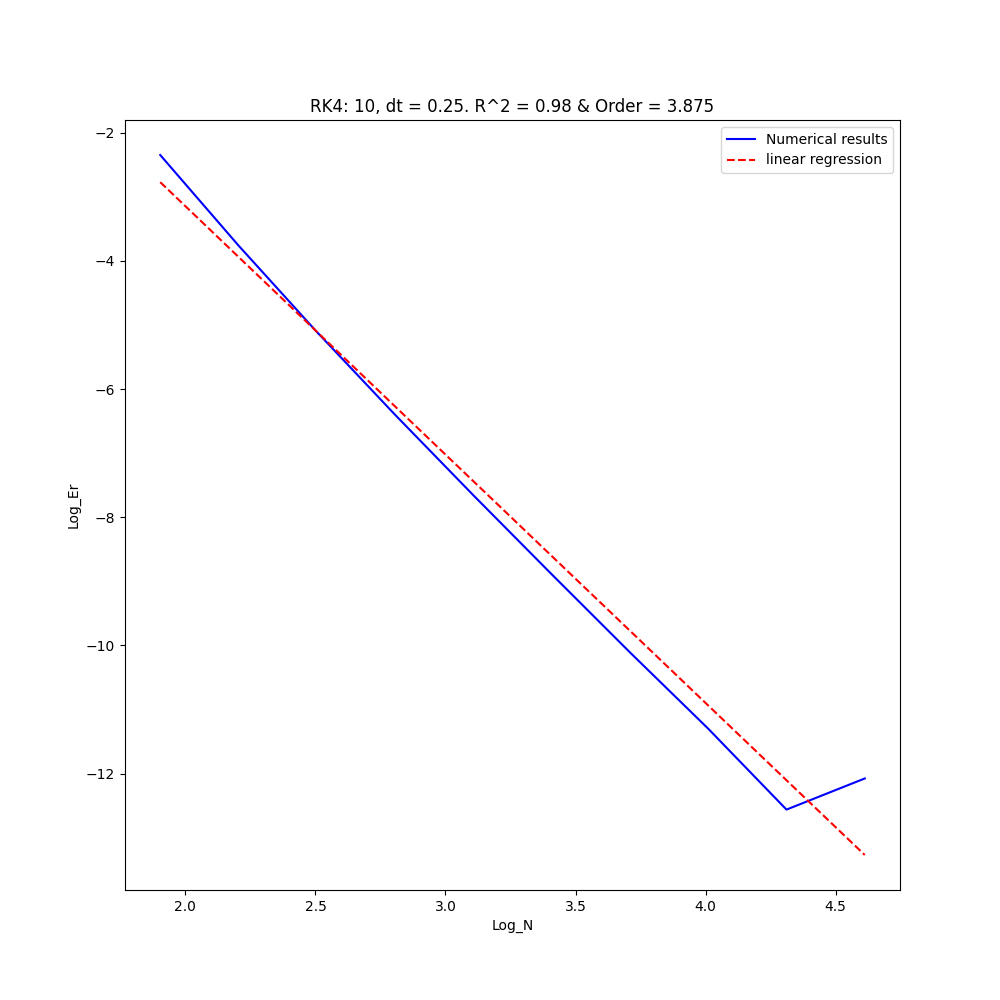 RK4: 10, dt = 0.25. R^2 = 0.98 & Order = 3.875
Numerical results
linear regression
−2
−4
−6
−8
−10
−12
Log_Er
2.0 2.5 3.0 3.5 4.0 4.5
Log_N